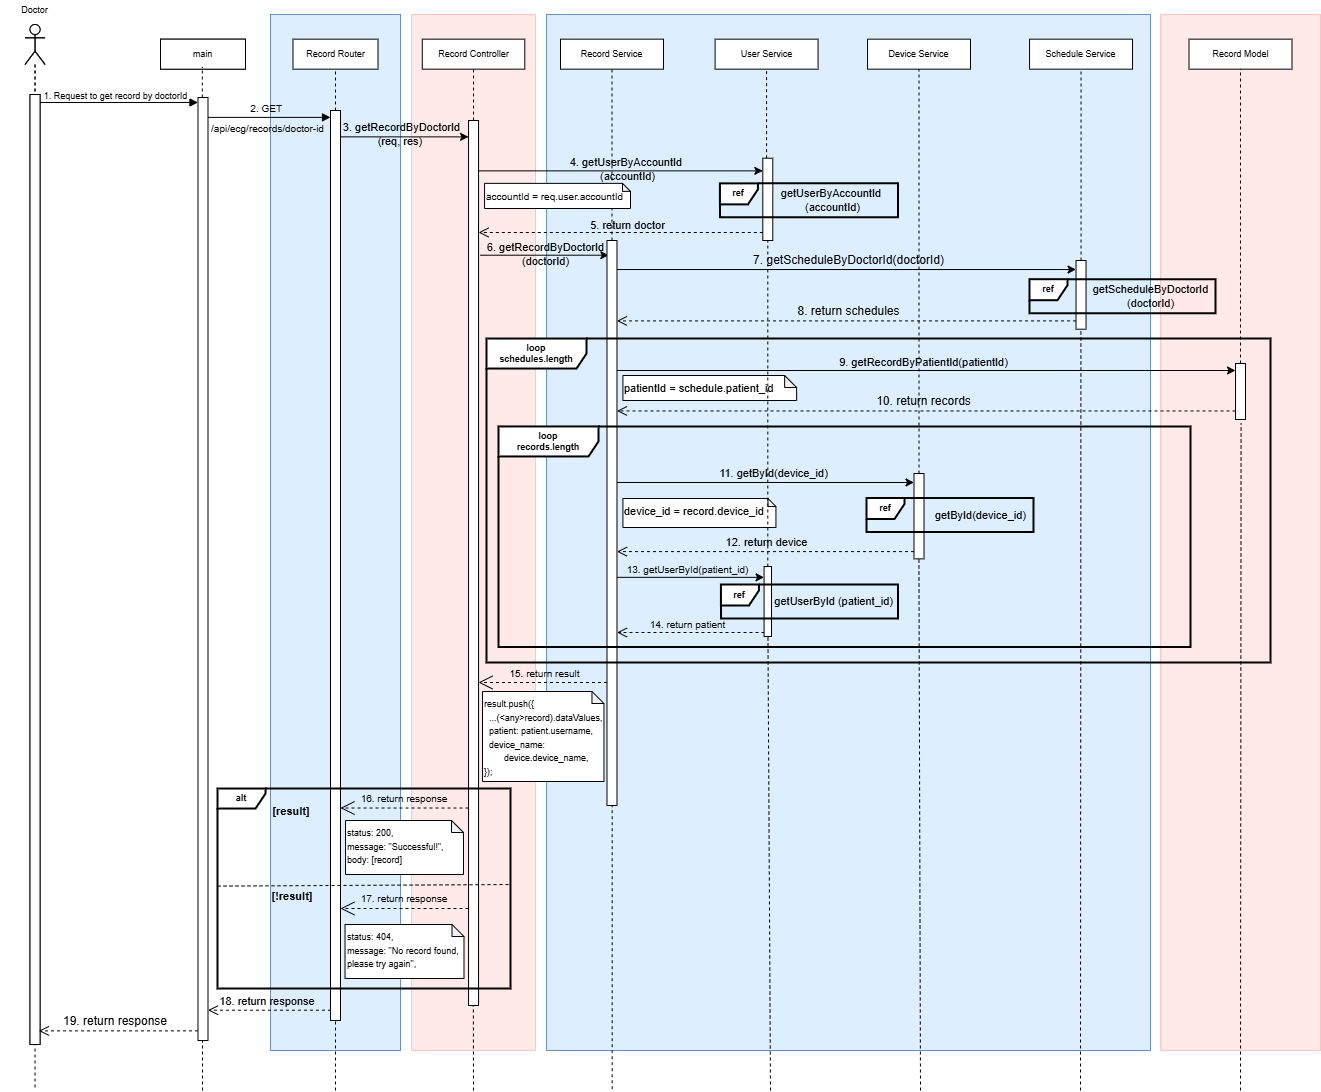 Doctor
main
Record Router
Record Controller
Record Service
User Service
Device Service
Schedule Service
Record Model
1. Request to get record by doctorId
2. GET
/api/ecg/records/doctor-id
3. getRecordByDoctorId
(req, res)
4. getUserByAccountId
(accountId)
accountId = req.user.accountId
ref
getUserByAccountId
(accountId)
5. return doctor
6. getRecordByDoctorId
(doctorId)
7. getScheduleByDoctorId(doctorId)
ref
getScheduleByDoctorId
(doctorId)
8. return schedules
loop
schedules.length
9. getRecordByPatientId(patientId)
patientId = schedule.patient_id
10. return records
loop
records.length
11. getById(device_id)
device_id = record.device_id
ref
getById(device_id)
12. return device
13. getUserById(patient_id)
ref
getUserById (patient_id)
14. return patient
15. return result
result.push({
...(<any>record).dataValues,
patient: patient.username,
device_name:
device.device_name,
});
alt
[result]
16. return response
status: 200,
message: "Successful!",
body: [record]
[!result]
17. return response
status: 404,
message: "No record found,
please try again",
18. return response
19. return response